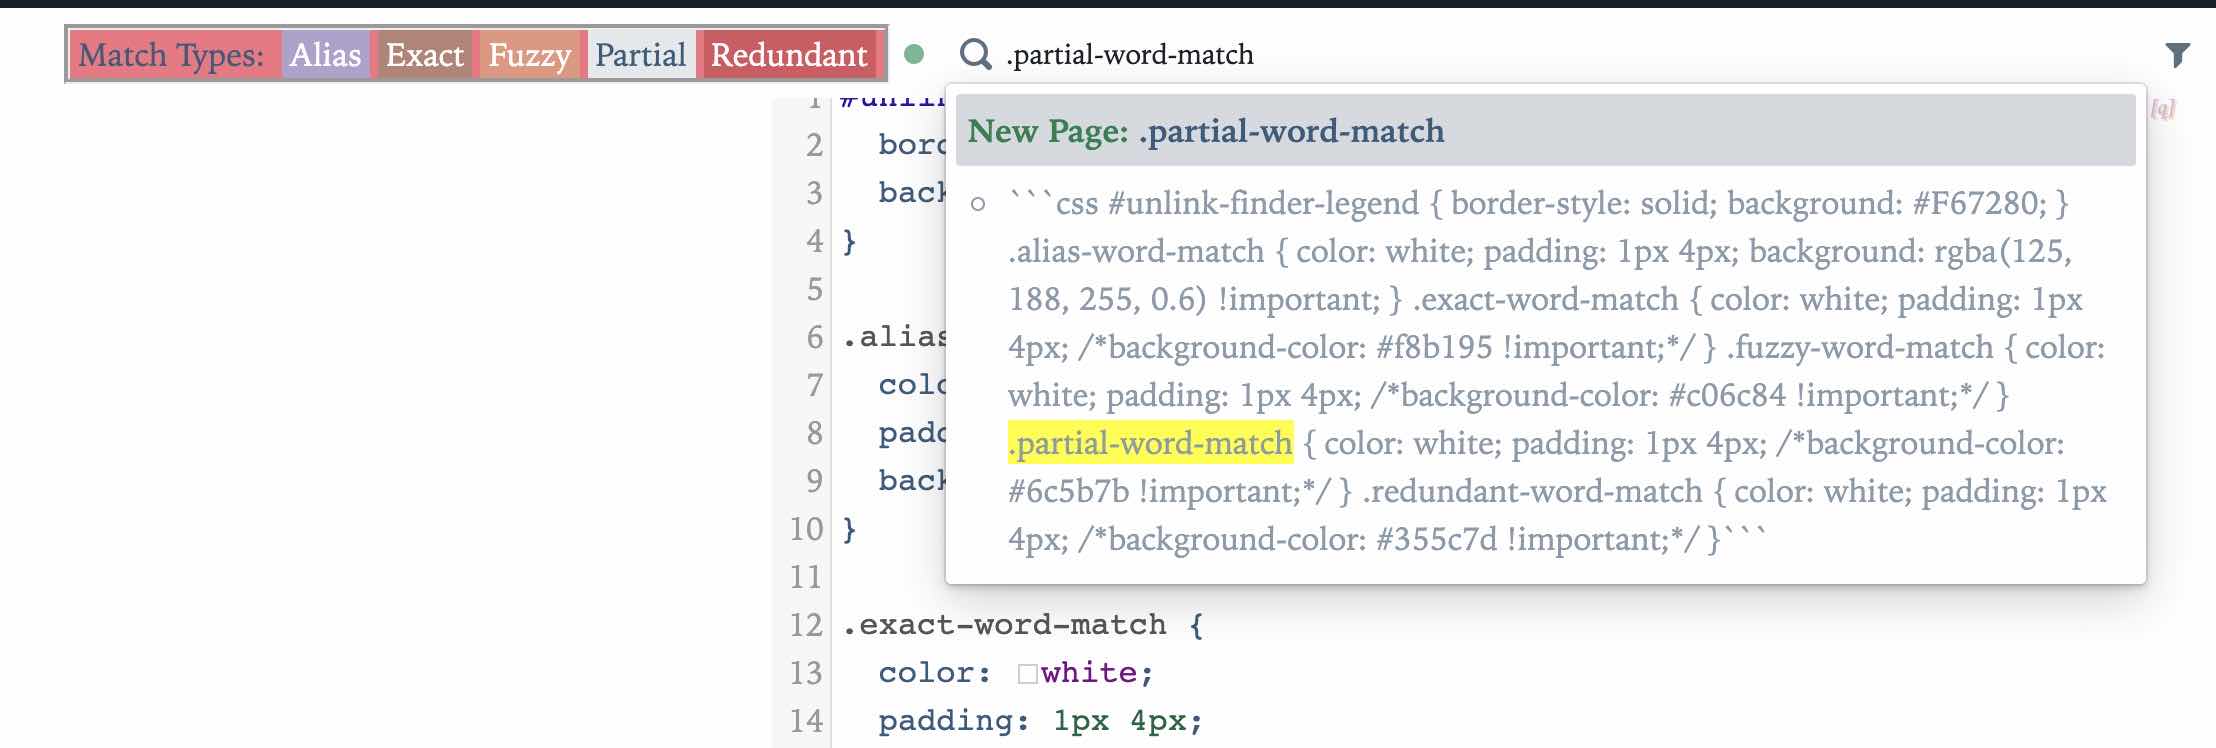 Match Types: Alias Exact Fuzzy Partial Redundant
.partial-word-match
[q]
New Page: .partial-word-match
```css #unlink-finder-legend { border-style: solid; background: #F67280; }
.alias-word-match { color: white; padding: 1px 4px; background: rgba(125,
188, 255, 0.6) !important; } .exact-word-match { color: white; padding: 1px
4px; /*background-color: #f8b195 !important;*/ } .fuzzy-word-match { color:
white; padding: 1px 4px; /*background-color: #c06c84 !important;*/ }
.partial-word-match { color: white; padding: 1px 4px; /*background-color:
#6c5b7b !important;*/ } .redundant-word-match { color: white; padding: 1px
4px; /*background-color: #355c7d !important;*/ }```
1 #unlin
2 bord
3 back
4 }
5
6 .alias
7 colo
8 padd
9 back
10 }
11
12 .exact-word-match {
13 color: white;
14 padding: 1px 4px;